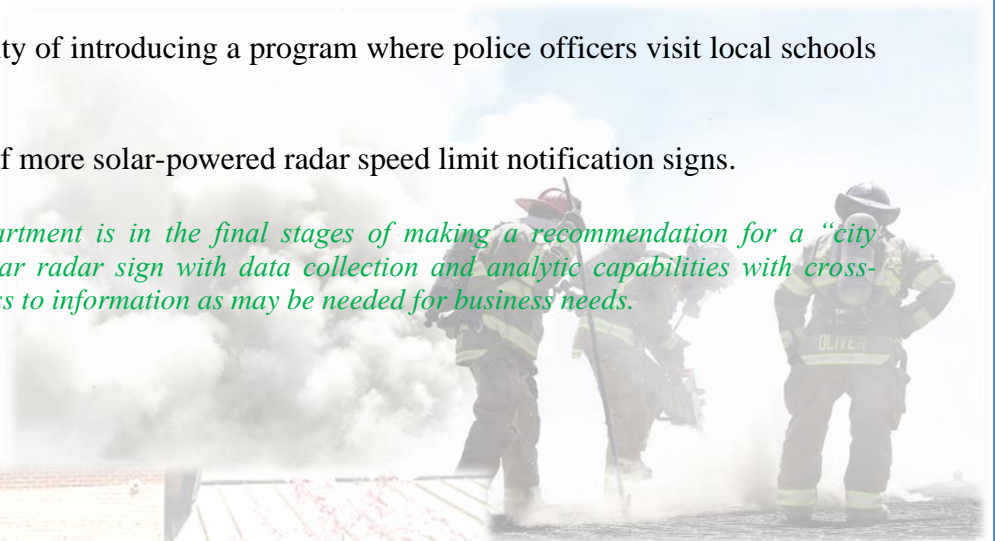 ity of introducing a program where police officers visit local schools
f more solar-powered radar speed limit notification signs.
artment is in the final stages of making a recommendation for a “city
ar radar sign with data collection and analytic capabilities with cross-
ss to information as may be needed for business needs.
OLIVER